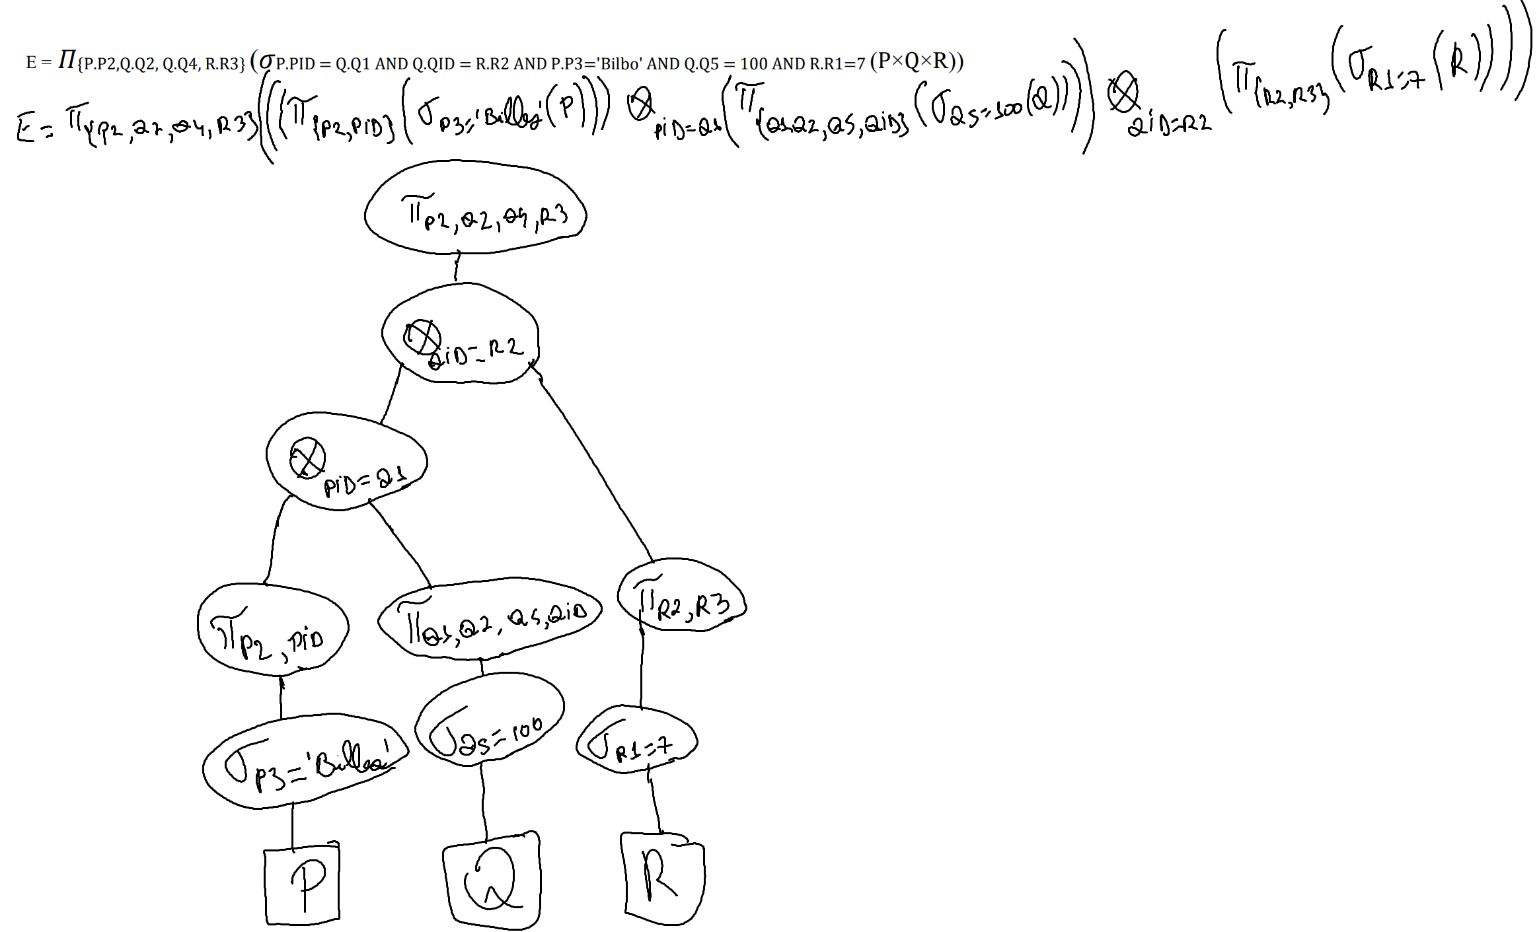 E = Π{P.P2,Q.Q2, Q.Q4, R.R3} (σP.PID = Q.Q1 AND Q.QID = R.R2 AND P.P3='Bilbo' AND Q.Q5 = 100 AND R.R1=7 (P×Q×R))
E = π{P2, Q2, Q4, R3}(((π{P2,PiD}(σP3='Bilbo'(P))) ⊗PiD=Q1(π{Q1,Q2,Q5,QiD}(σQ5=100(Q)))) ⊗QiD=R2 (π{R2,R3}(σR1=7(R))))
πP2,Q2,Q4,R3
⊗QiD=R2
⊗PiD=Q1
πP2,PiD
πQ1,Q2,Q5,QiD
πR2,R3
σP3='Bilbo'
σQ5=100
σR1=7
P
Q
R